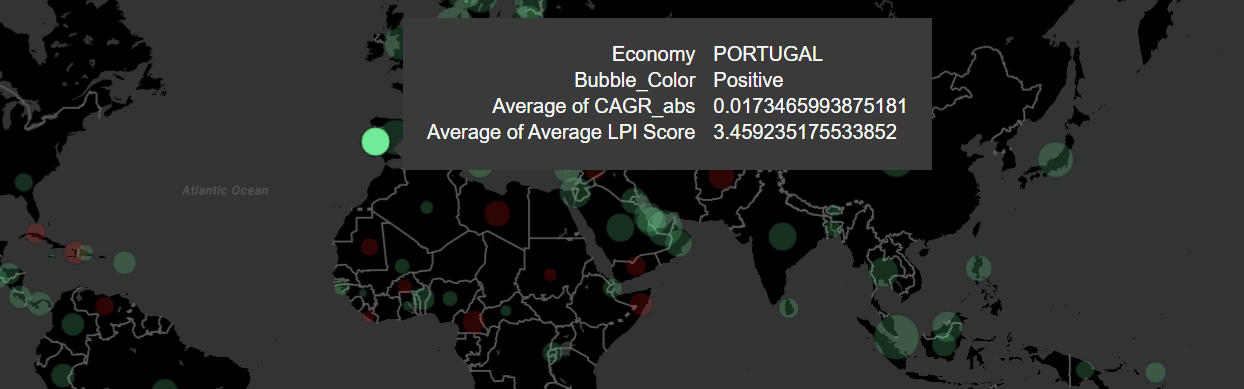 Economy PORTUGAL
Bubble_Color Positive
Average of CAGR_abs 0.0173465993875181
Average of Average LPI Score 3.459235175533852
Atlantic Ocean